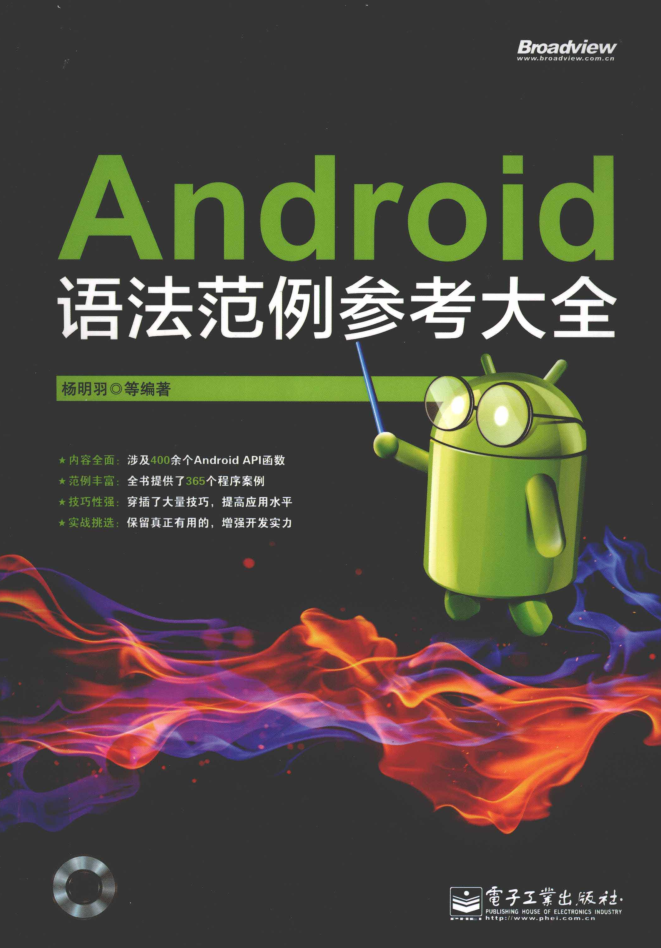 Broadview
www.broadview.com.cn
Android
语法范例参考大全
杨明羽◎等编著
★内容全面：涉及400余个Android API函数
★范例丰富：全书提供了365个程序案例
★技巧性强：穿插了大量技巧，提高应用水平
★实战挑选：保留真正有用的，增强开发实力
電子工業出版社
PUBLISHING HOUSE OF ELECTRONICS INDUSTRY
http://www.phei.com.cn